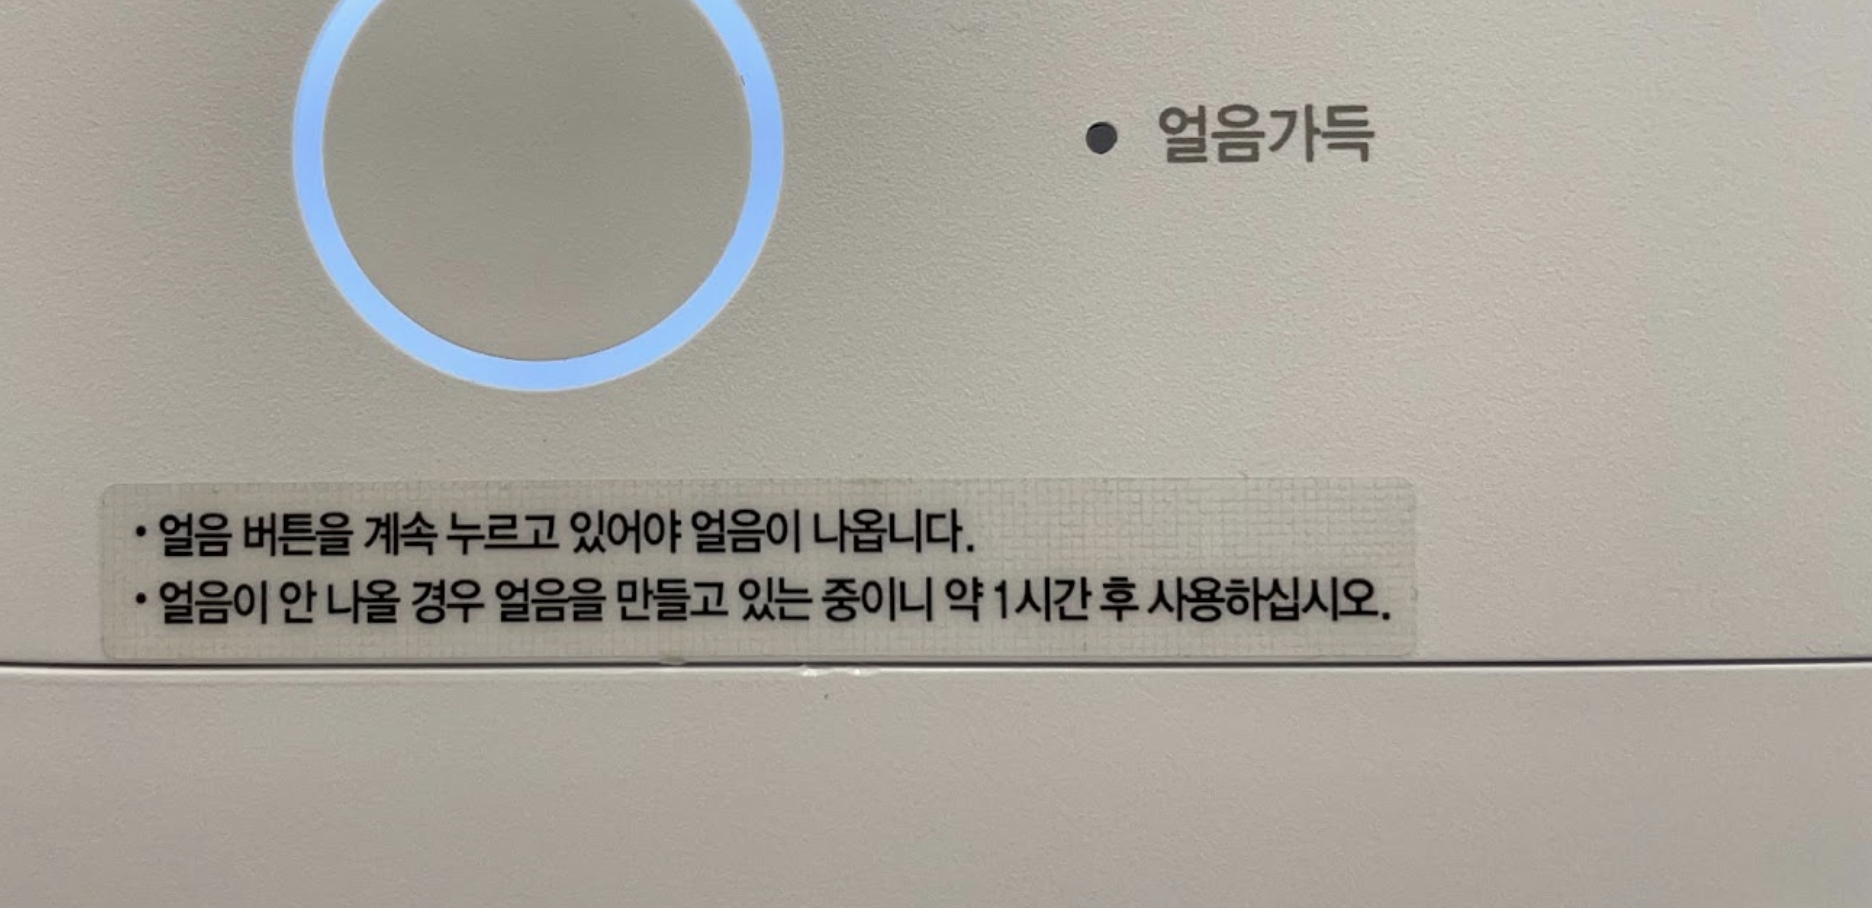 얼음가득
• 얼음 버튼을 계속 누르고 있어야 얼음이 나옵니다.
• 얼음이 안 나올 경우 얼음을 만들고 있는 중이니 약 1시간 후 사용하십시오.